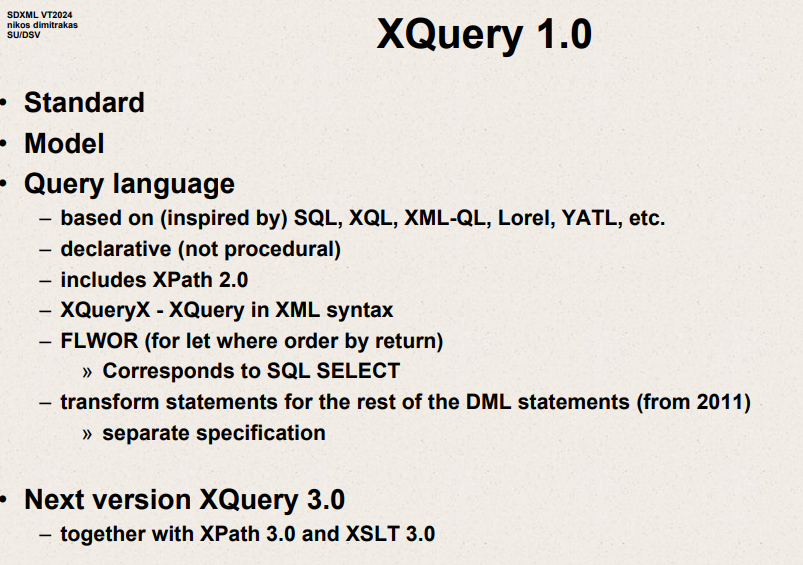 SDXML VT2024
nikos dimitrakas
SU/DSV
XQuery 1.0
• Standard
• Model
• Query language
– based on (inspired by) SQL, XQL, XML-QL, Lorel, YATL, etc.
– declarative (not procedural)
– includes XPath 2.0
– XQueryX - XQuery in XML syntax
– FLWOR (for let where order by return)
» Corresponds to SQL SELECT
– transform statements for the rest of the DML statements (from 2011)
» separate specification
• Next version XQuery 3.0
– together with XPath 3.0 and XSLT 3.0